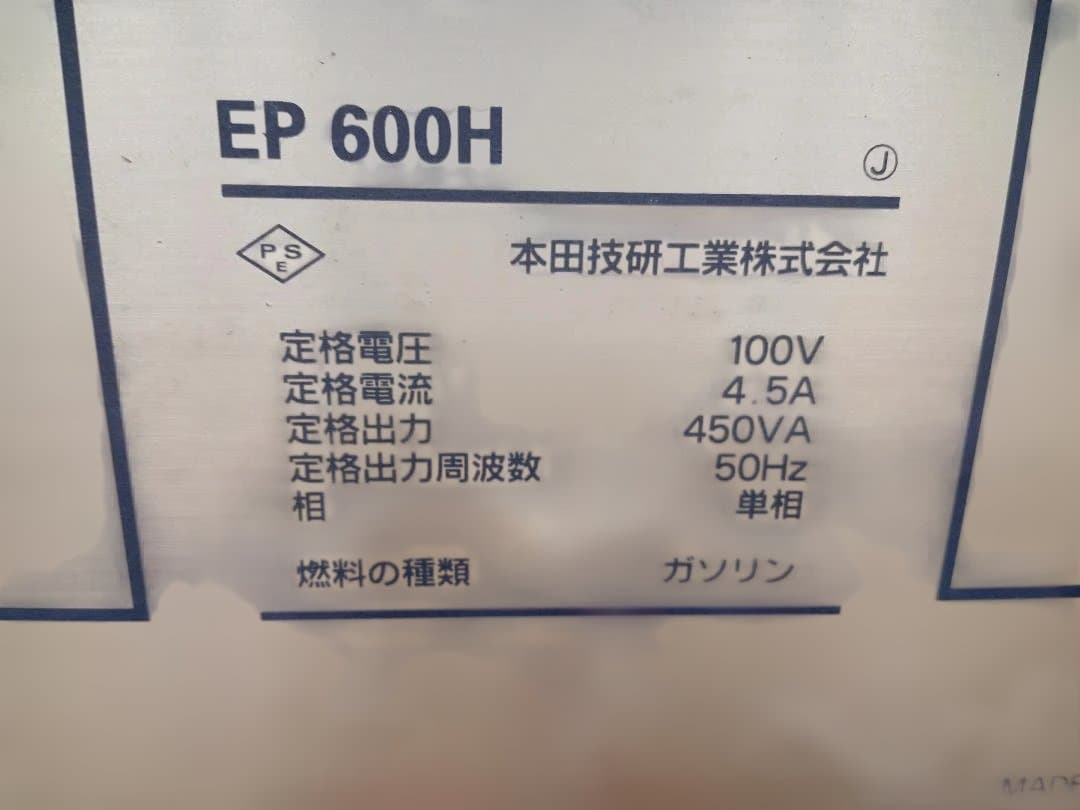 EP 600H
Ⓙ
PSE
本田技研工業株式会社
定格電圧 100V
定格電流 4.5A
定格出力 450VA
定格出力周波数 50Hz
相 単相
燃料の種類 ガソリン